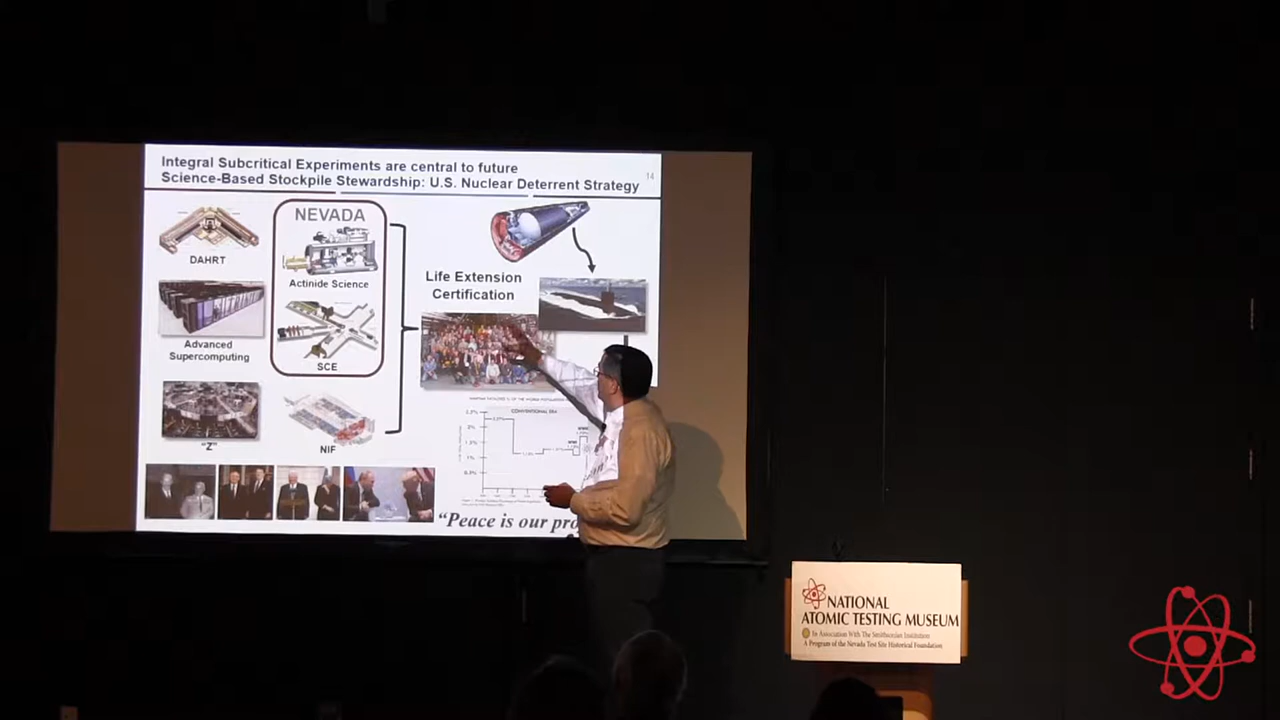 Integral Subcritical Experiments are central to future
Science-Based Stockpile Stewardship: U.S. Nuclear Deterrent Strategy
14
NEVADA
DAHRT
Actinide Science
Life Extension
Certification
Advanced
Supercomputing
SCE
CONVENTIONAL ERA
"Z"
NIF
"Peace is our pro
NATIONAL
ATOMIC TESTING MUSEUM
In Association With The Smithsonian Institution
A Program of the Nevada Test Site Historical Foundation